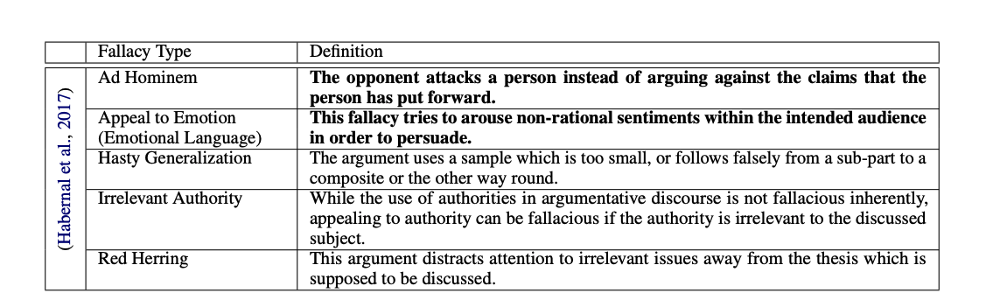 Fallacy Type Definition
(Habernal et al., 2017)
Ad Hominem The opponent attacks a person instead of arguing against the claims that the
person has put forward.
Appeal to Emotion This fallacy tries to arouse non-rational sentiments within the intended audience
(Emotional Language) in order to persuade.
Hasty Generalization The argument uses a sample which is too small, or follows falsely from a sub-part to a
composite or the other way round.
Irrelevant Authority While the use of authorities in argumentative discourse is not fallacious inherently,
appealing to authority can be fallacious if the authority is irrelevant to the discussed
subject.
Red Herring This argument distracts attention to irrelevant issues away from the thesis which is
supposed to be discussed.